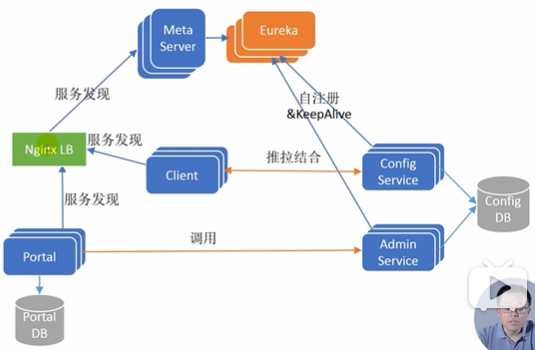 Meta
Server
Eureka
服务发现
自注册
&KeepAlive
Nginx LB
服务发现
Client
推拉结合
Config
Service
Config
DB
服务发现
Portal
调用
Admin
Service
Portal
DB